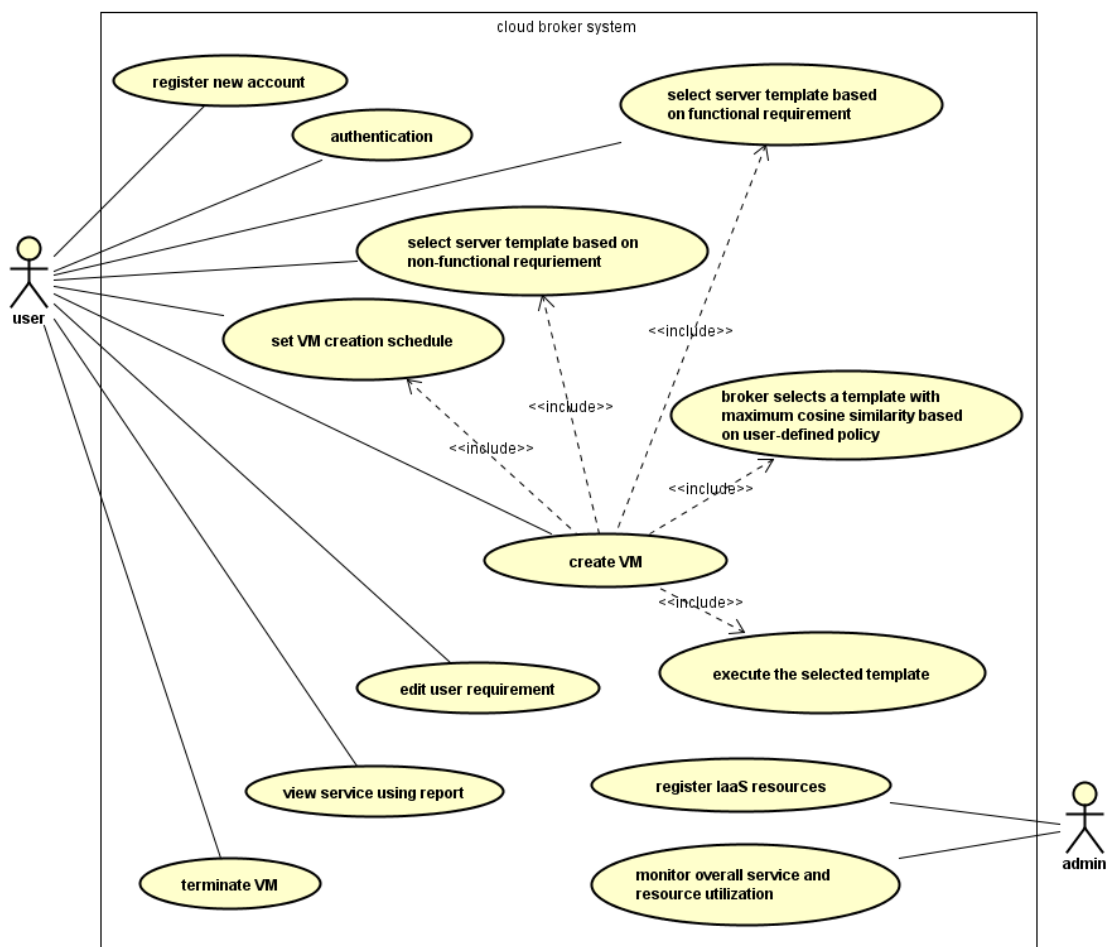 cloud broker system
register new account
select server template based
on functional requirement
authentication
select server template based on
non-functional requriement
user
set VM creation schedule
<<include>>
broker selects a template with
maximum cosine similarity based
on user-defined policy
<<include>>
<<include>>
<<include>>
create VM
<<include>>
execute the selected template
edit user requirement
register IaaS resources
view service using report
admin
monitor overall service and
resource utilization
terminate VM